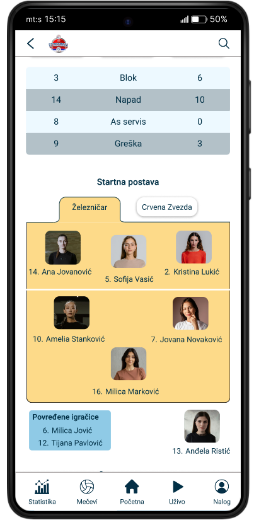 m:ts 15:15 50%
3 Blok 6
14 Napad 10
8 As servis 0
9 Greška 3
Startna postava
Železničar Crvena Zvezda
14. Ana Jovanović 5. Sofija Vasić 2. Kristina Lukić
10. Amelia Stanković 7. Jovana Novaković
16. Milica Marković
Povređene igračice
6. Milica Jović
12. Tijana Pavlović
13. Anđela Ristić
Statistika Mečevi Početna Uživo Nalog